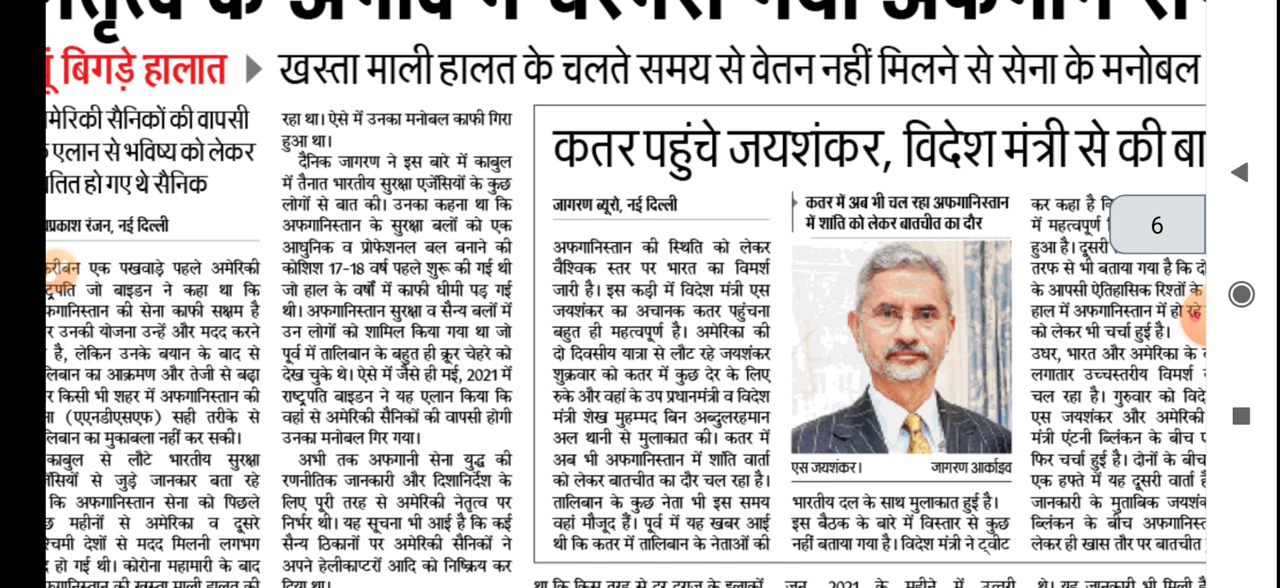 के अभाव में चरमरा गया अफगान
बिगड़े हालात
खस्ता माली हालत के चलते समय से वेतन नहीं मिलने से सेना के मनोबल
सैनिकों की वापसी
एलान से भविष्य को लेकर
हो गए थे सैनिक
रंजन, नई दिल्ली
एक पखवाड़े पहले अमेरिकी
जो बाइडन ने कहा था कि
की सेना काफी सक्षम है
उनकी योजना उन्हें और मदद करने
है, लेकिन उनके बयान के बाद से
का आक्रमण और तेजी से बढ़ा
किसी भी शहर में अफगानिस्तान की
(एएनडीएसएफ) सही तरीके से
का मुकाबला नहीं कर सकी।
से लौटे भारतीय सुरक्षा
से जुड़े जानकार बता रहे
कि अफगानिस्तान सेना को पिछले
महीनों से अमेरिका व दूसरे
देशों से मदद मिलनी लगभग
हो गई थी। कोरोना महामारी के बाद
की खस्ता माली हालत की
रहा था। ऐसे में उनका मनोबल काफी गिरा
हुआ था।
दैनिक जागरण ने इस बारे में काबुल
में तैनात भारतीय सुरक्षा एजेंसियों के कुछ
लोगों से बात की। उनका कहना था कि
अफगानिस्तान के सुरक्षा बलों को एक
आधुनिक व प्रोफेशनल बल बनाने की
कोशिश 17-18 वर्ष पहले शुरू की गई थी
जो हाल के वर्षों में काफी धीमी पड़ गई
थी। अफगानिस्तान सुरक्षा व सैन्य बलों में
उन लोगों को शामिल किया गया था जो
पूर्व में तालिबान के बहुत ही क्रूर चेहरे को
देख चुके थे। ऐसे में जैसे ही मई, 2021 में
राष्ट्रपति बाइडन ने यह एलान किया कि
वहां से अमेरिकी सैनिकों की वापसी होगी
उनका मनोबल गिर गया।
अभी तक अफगानी सेना युद्ध की
रणनीतिक जानकारी और दिशानिर्देश के
लिए पूरी तरह से अमेरिकी नेतृत्व पर
निर्भर थी। यह सूचना भी आई है कि कई
सैन्य ठिकानों पर अमेरिकी सैनिकों ने
अपने हेलीकाप्टरों आदि को निष्क्रिय कर
दिया था।
कतर पहुंचे जयशंकर, विदेश मंत्री से की
जागरण ब्यूरो, नई दिल्ली
अफगानिस्तान की स्थिति को लेकर
वैश्विक स्तर पर भारत का विमर्श
जारी है। इस कड़ी में विदेश मंत्री एस
जयशंकर का अचानक कतर पहुंचना
बहुत ही महत्वपूर्ण है। अमेरिका की
दो दिवसीय यात्रा से लौट रहे जयशंकर
शुक्रवार को कतर में कुछ देर के लिए
रुके और वहां के उप प्रधानमंत्री व विदेश
मंत्री शेख मुहम्मद बिन अब्दुलरहमान
अल थानी से मुलाकात की। कतर में
अब भी अफगानिस्तान में शांति वार्ता
को लेकर बातचीत का दौर चल रहा है।
तालिबान के कुछ नेता भी इस समय
वहां मौजूद हैं। पूर्व में यह खबर आई
थी कि कतर में तालिबान के नेताओं की
कतर में अब भी चल रहा अफगानिस्तान
में शांति को लेकर बातचीत का दौर
एस जयशंकर। जागरण आर्काइव
भारतीय दल के साथ मुलाकात हुई है।
इस बैठक के बारे में विस्तार से कुछ
नहीं बताया गया है। विदेश मंत्री ने ट्वीट
कर कहा है
में महत्वपूर्ण
हुआ है। दूसरी
तरफ से भी बताया गया है कि
के आपसी ऐतिहासिक रिश्तों के
हाल में अफगानिस्तान में हो रहे
को लेकर भी चर्चा हुई है।
उधर, भारत और अमेरिका के
लगातार उच्चस्तरीय विमर्श
चल रहा है। गुरुवार को
एस जयशंकर और अमेरिकी
मंत्री एंटनी ब्लिंकन के बीच
फिर चर्चा हुई है। दोनों के बीच
एक हफ्ते में यह दूसरी वार्ता
जानकारी के मुताबिक
ब्लिंकन के बीच
लेकर ही खास तौर पर बातचीत
6